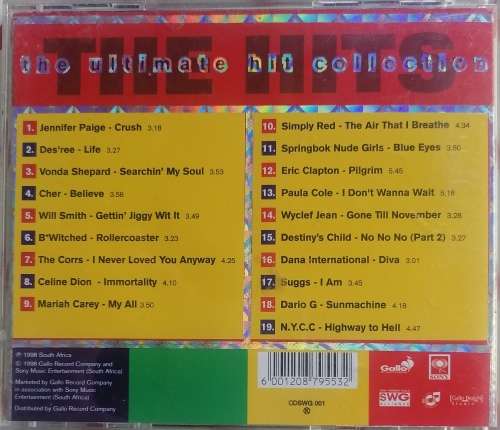 THE HITS
the ultimate hit collection
1. Jennifer Paige - Crush 3.18
2. Des'ree - Life 3.27
3. Vonda Shepard - Searchin' My Soul 3.53
4. Cher - Believe 3.58
5. Will Smith - Gettin' Jiggy Wit It 3.49
6. B*Witched - Rollercoaster 3.23
7. The Corrs - I Never Loved You Anyway 4.25
8. Celine Dion - Immortality 4.10
9. Mariah Carey - My All 3.50
10. Simply Red - The Air That I Breathe 4.34
11. Springbok Nude Girls - Blue Eyes 3.50
12. Eric Clapton - Pilgrim 5.45
13. Paula Cole - I Don't Wanna Wait 5.18
14. Wyclef Jean - Gone Till November 3.28
15. Destiny's Child - No No No (Part 2) 3.27
16. Dana International - Diva 3.01
17. Suggs - I Am 3.45
18. Dario G - Sunmachine 4.18
19. N.Y.C.C - Highway to Hell 4.47
℗ 1998 South Africa
© 1998 Gallo Record Company and
Sony Music Entertainment (South Africa)
Marketed by Gallo Record Company
in association with Sony Music
Entertainment (South Africa)
Distributed by Gallo Record Company
6 001208 795532
CDSWG 001
Gallo
SONY
SWG